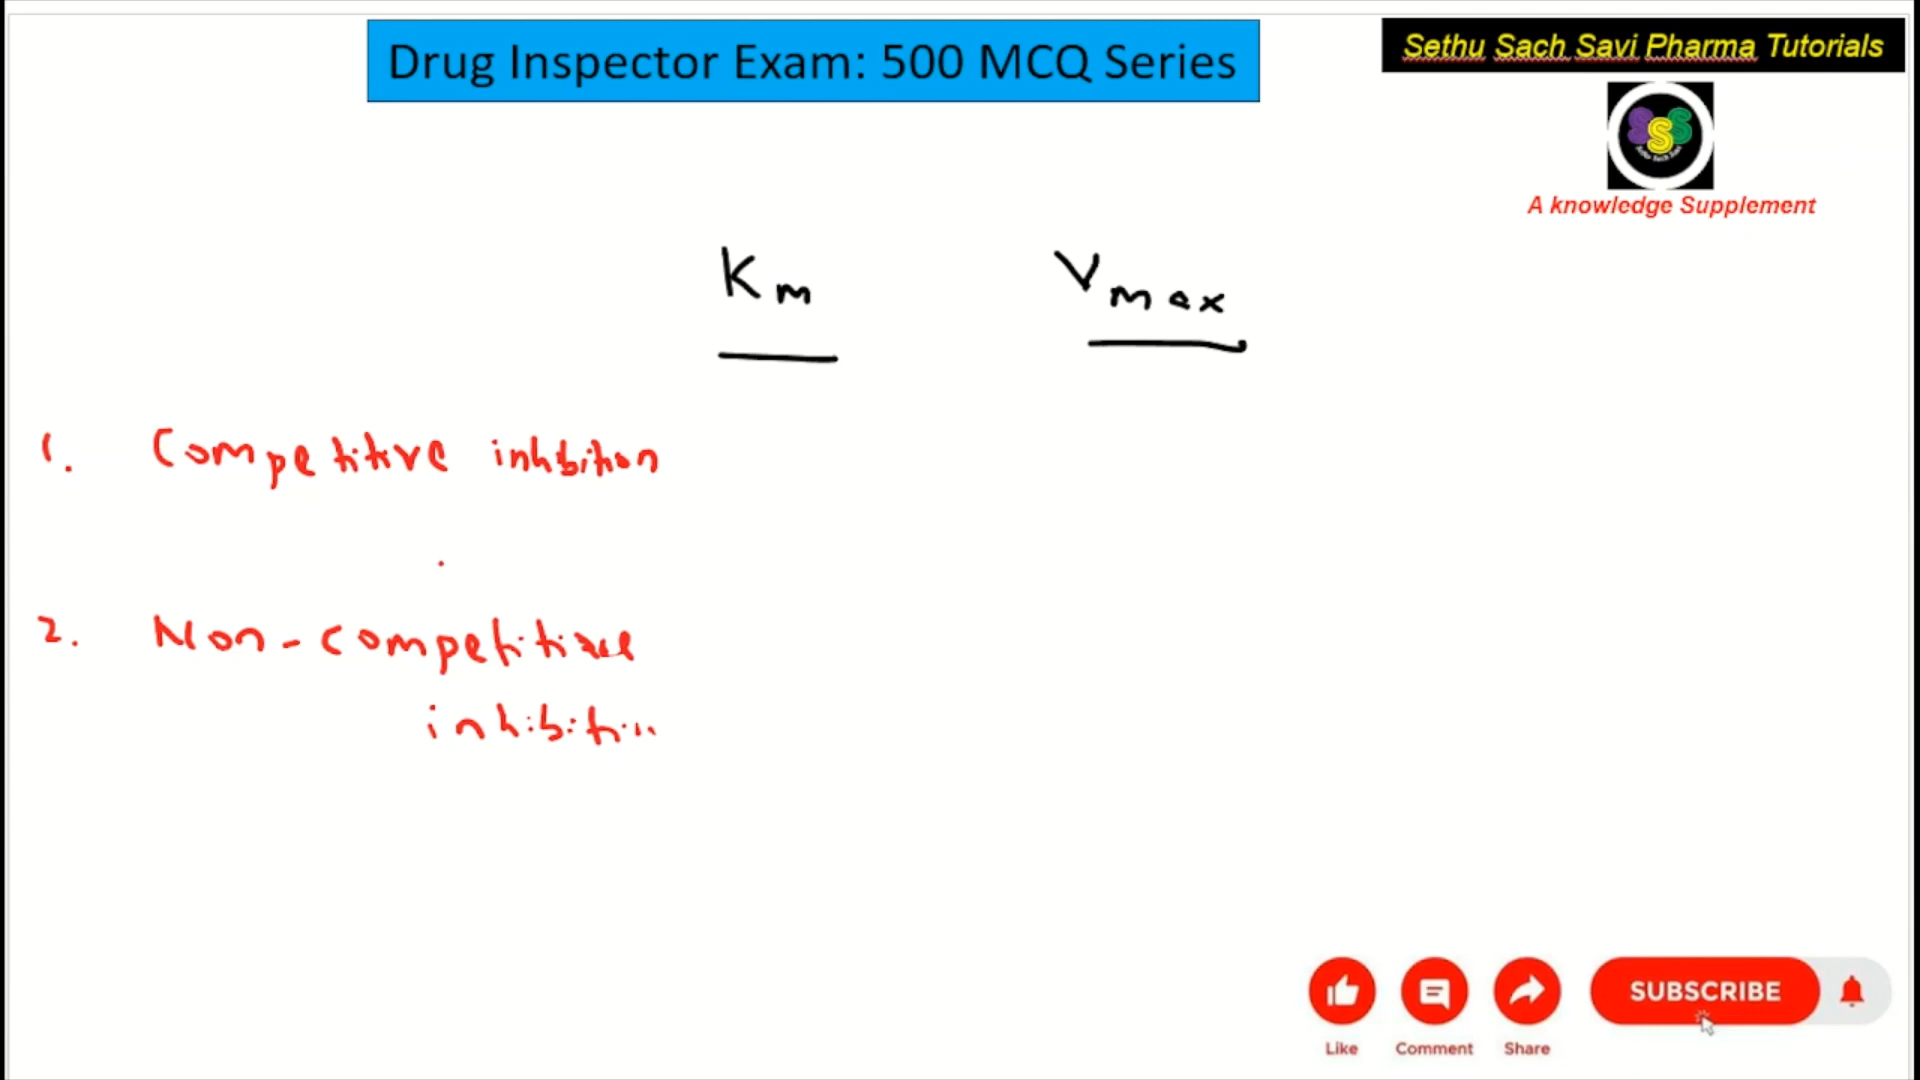 Drug Inspector Exam: 500 MCQ Series
Sethu Sach Savi Pharma Tutorials
SSS
A knowledge Supplement
Km Vmax
1. Competitive inhibition
2. Non-competitive
inhibition
SUBSCRIBE
Like Comment Share